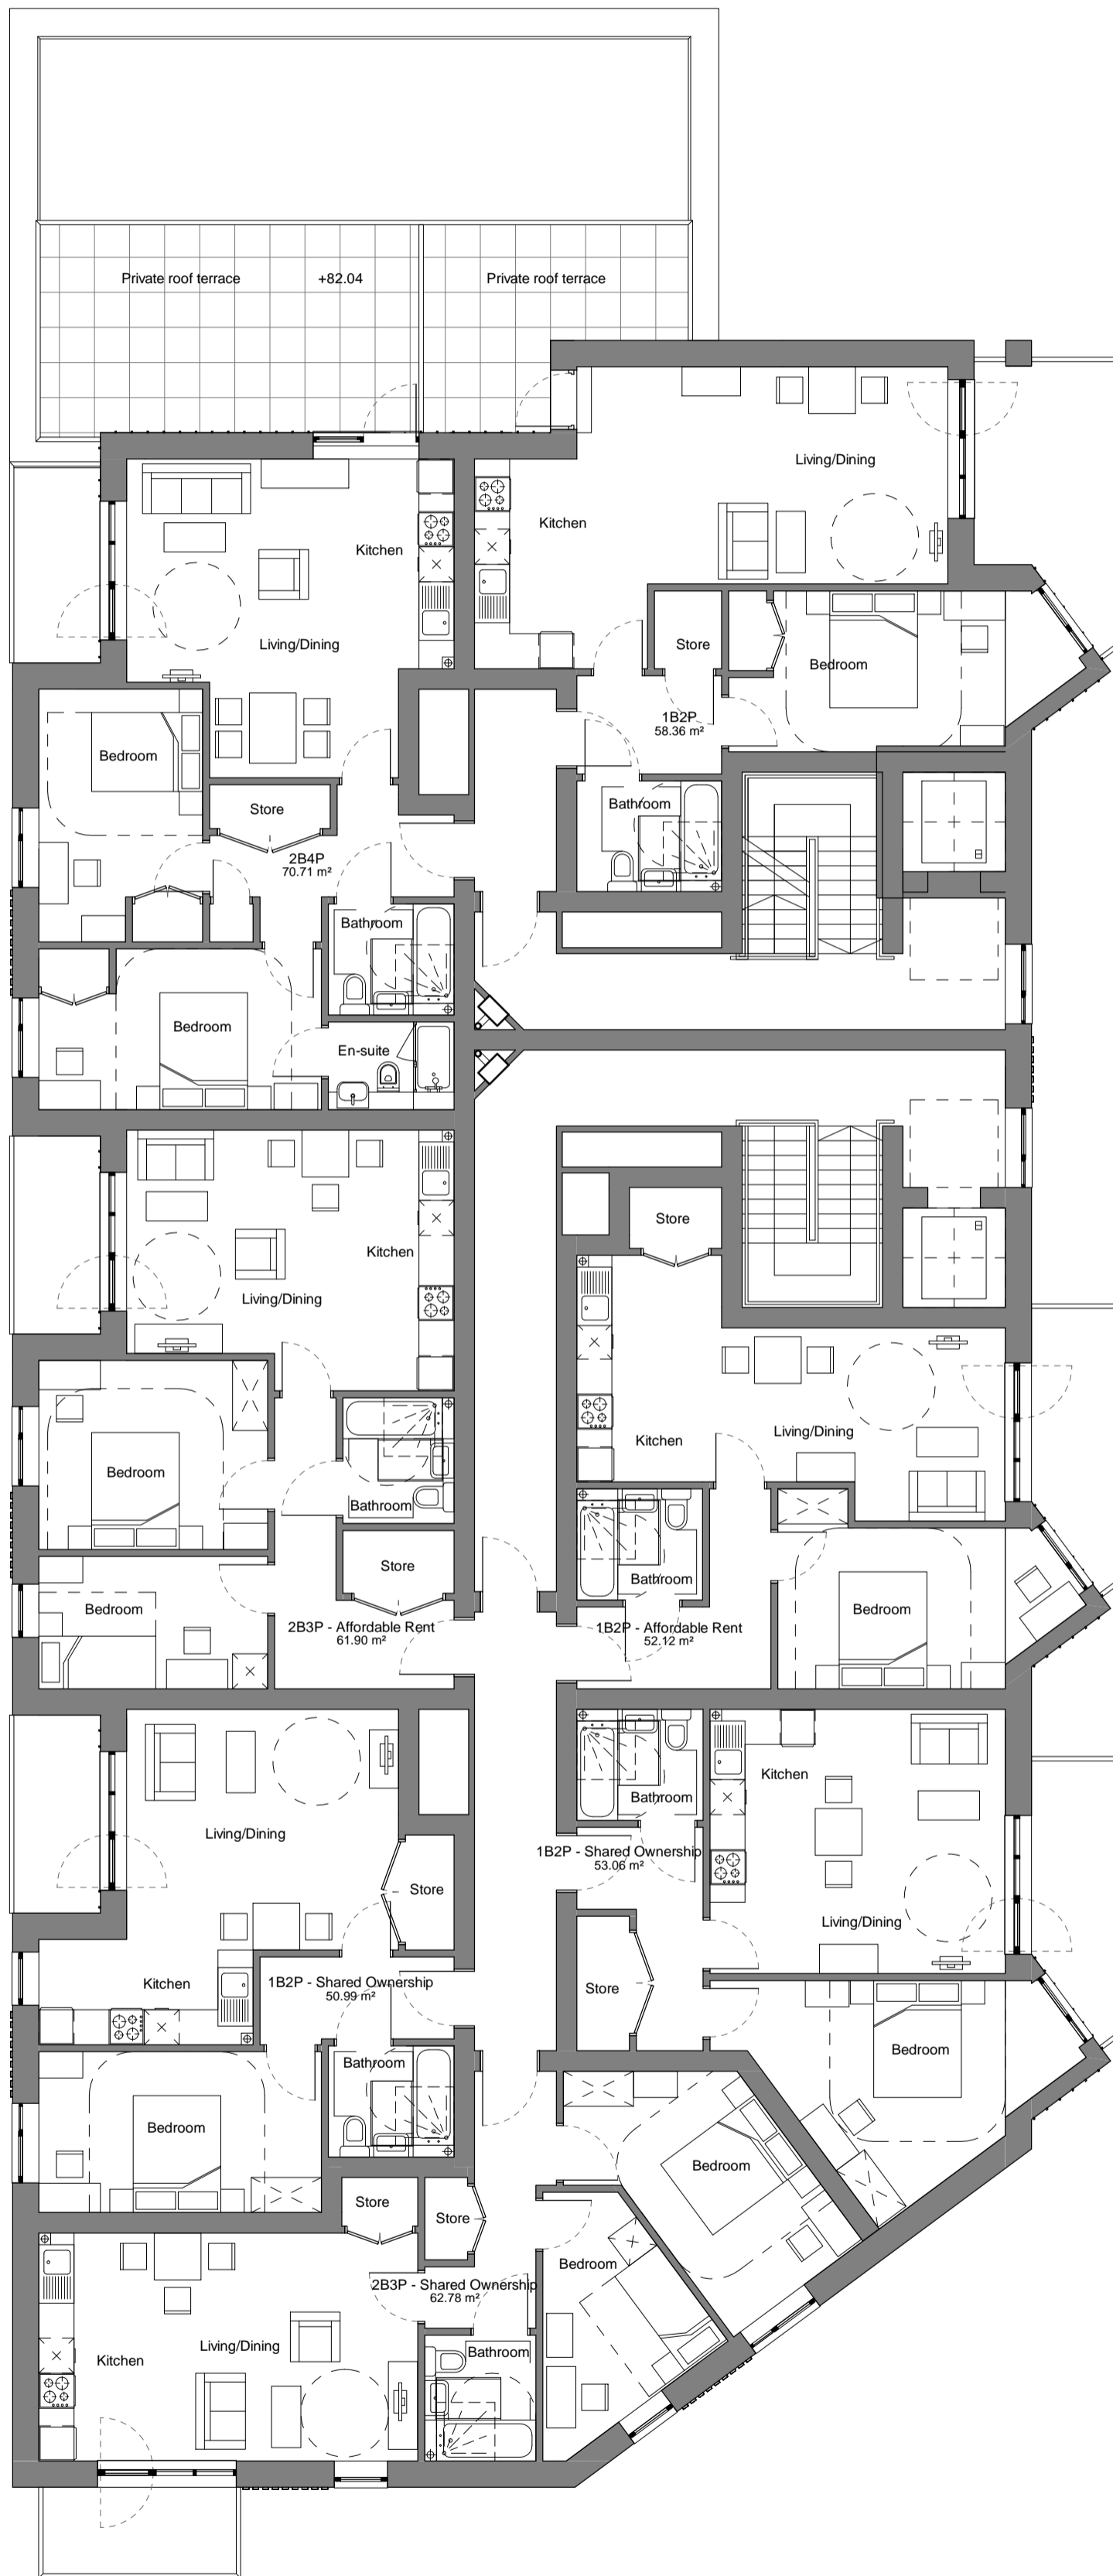 Private roof terrace
+82.04
Private roof terrace
Living/Dining
Kitchen
Kitchen
Living/Dining
Store
Bedroom
1B2P
58.36 m²
Bedroom
Store
Bathroom
2B4P
70.71 m²
Bathroom
Bedroom
En-suite
Store
Kitchen
Living/Dining
Living/Dining
Kitchen
Bedroom
Bathroom
Store
Bathroom
Bedroom
Bedroom
2B3P - Affordable Rent
61.90 m²
1B2P - Affordable Rent
52.12 m²
Kitchen
Bathroom
Living/Dining
1B2P - Shared Ownership
53.06 m²
Store
Living/Dining
Kitchen
1B2P - Shared Ownership
50.99 m²
Store
Bedroom
Bathroom
Bedroom
Bedroom
Store
Store
Bedroom
2B3P - Shared Ownership
62.78 m²
Living/Dining
Bathroom
Kitchen